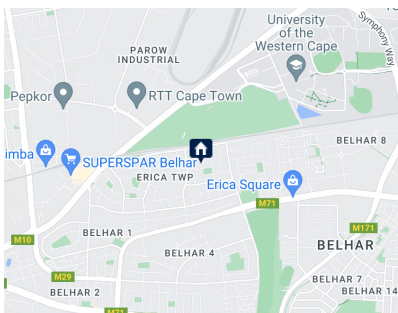 University
of the
Western Cape
Symphony Way
PAROW
INDUSTRIAL
Pepkor
RTT Cape Town
BELHAR 8
imba
SUPERSPAR Belhar
ERICA TWP
Erica Square
M71
M171
BELHAR 1
M10
BELHAR
BELHAR 4
M29
BELHAR 7
BELHAR 2
BELHAR 14
M71